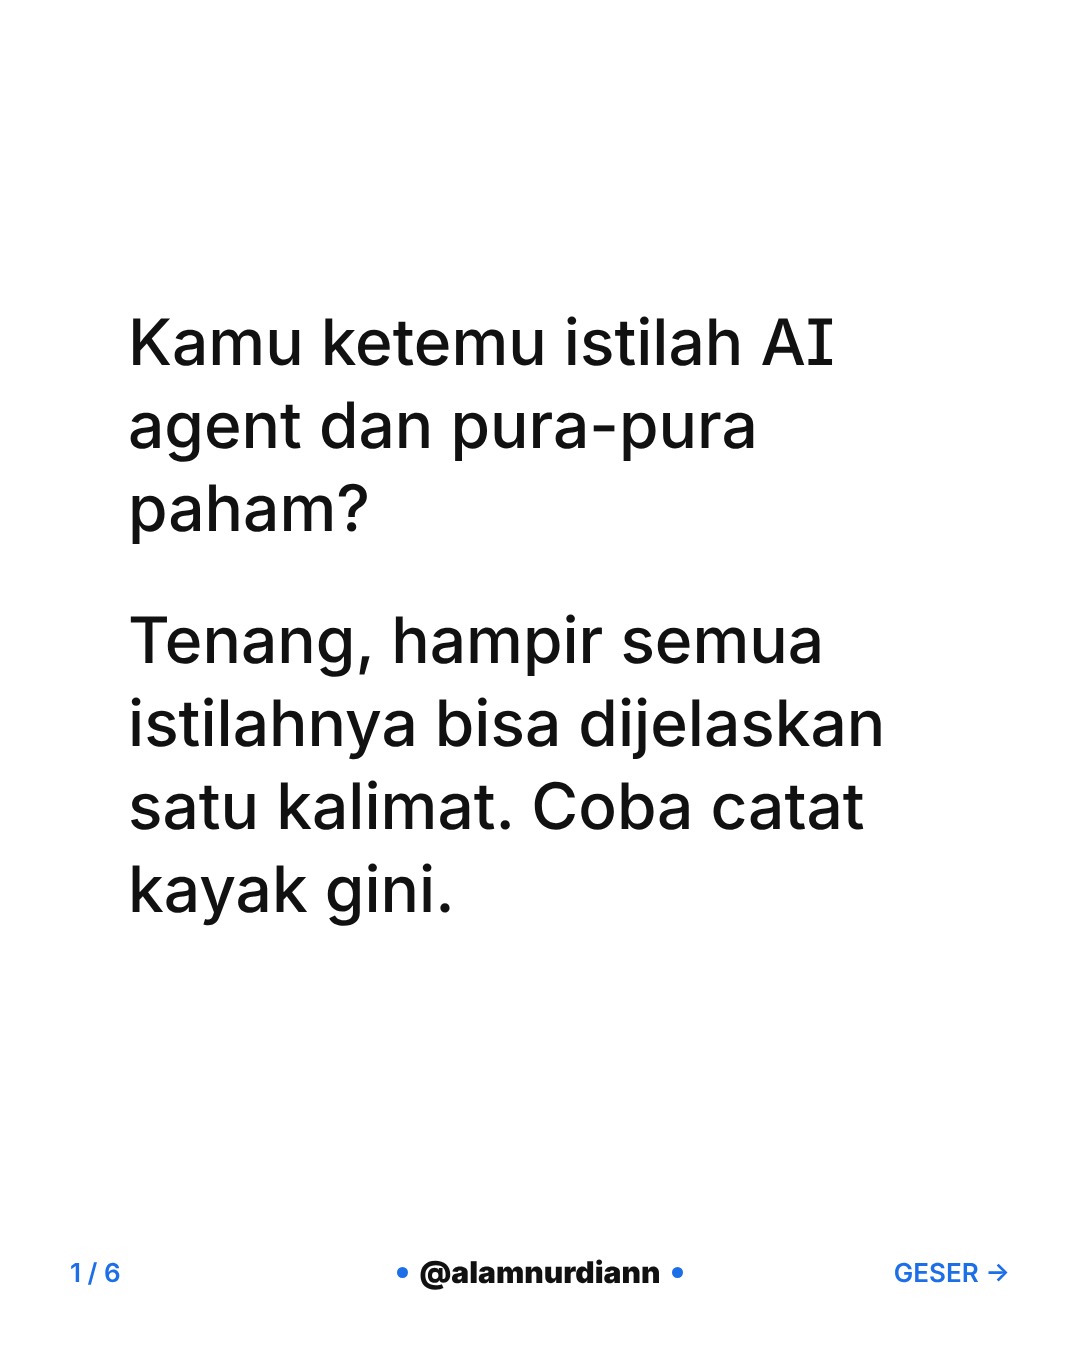 Kamu ketemu istilah AI
agent dan pura-pura
paham?
Tenang, hampir semua
istilahnya bisa dijelaskan
satu kalimat. Coba catat
kayak gini.
1 / 6
• @alamnurdiann •
GESER →